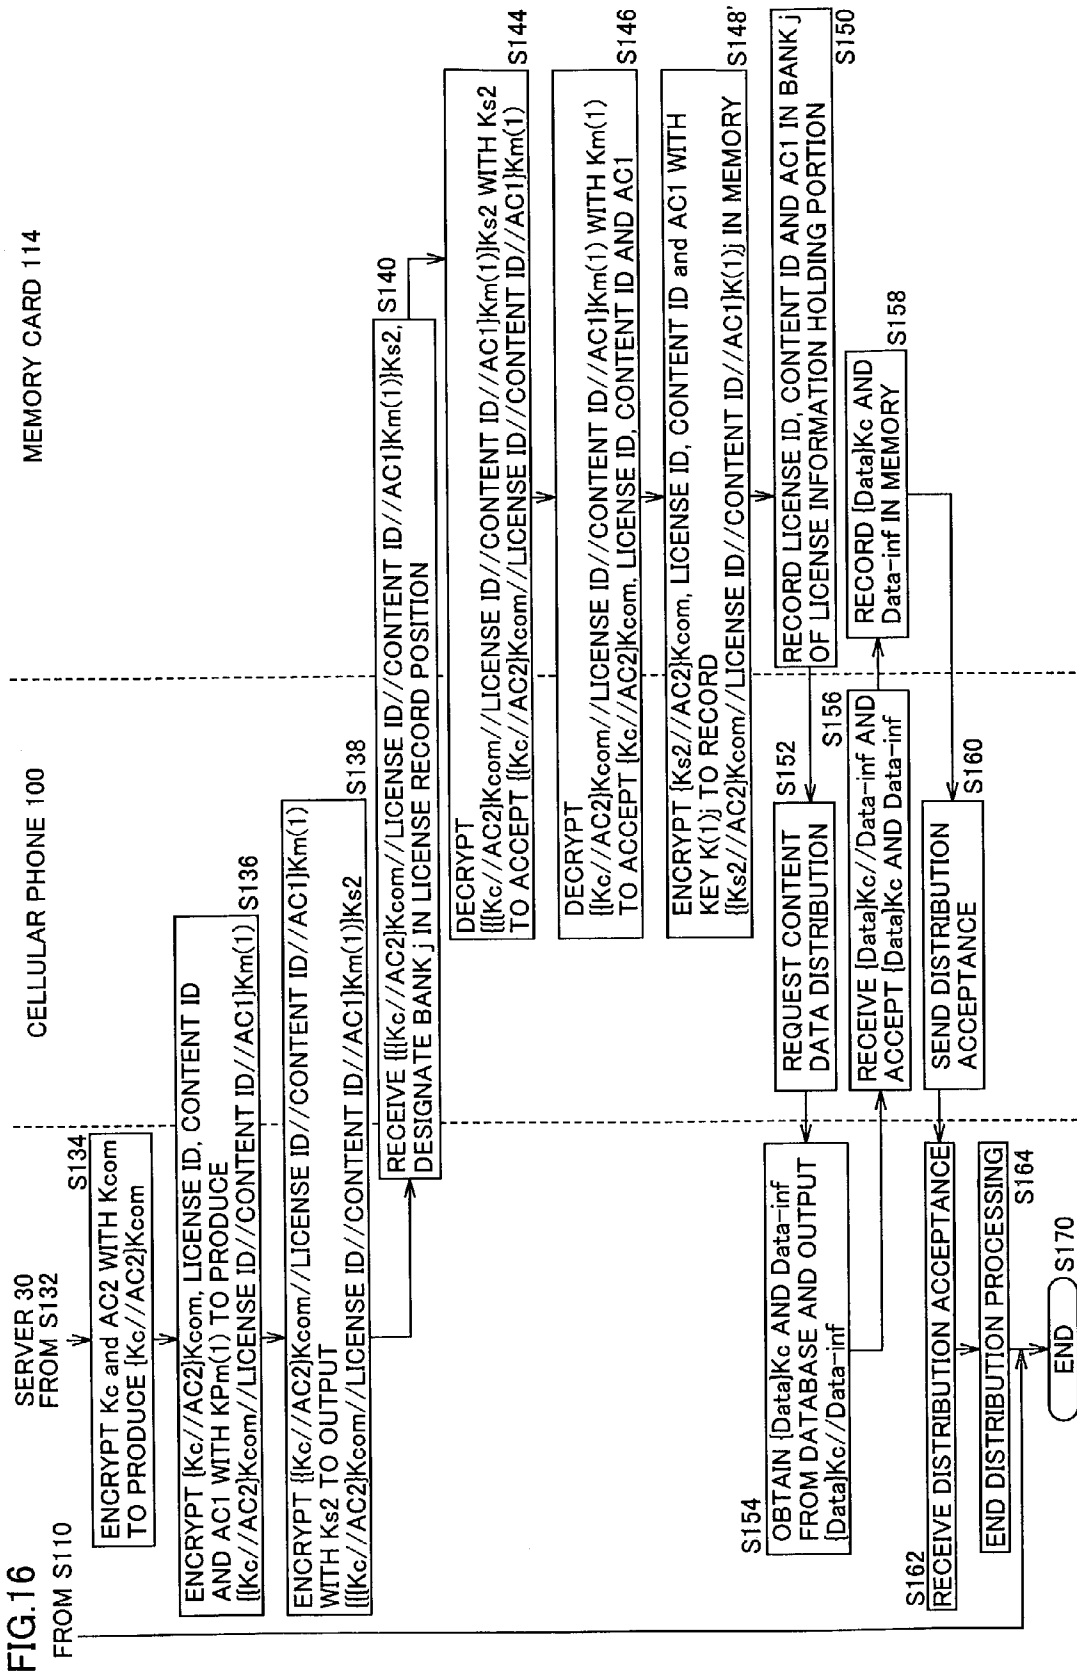 FIG.16
FROM S110
SERVER 30
FROM S132
CELLULAR PHONE 100
MEMORY CARD 114
S134
ENCRYPT Kc and AC2 WITH Kcom
TO PRODUCE {Kc//AC2}Kcom
S136
ENCRYPT {Kc//AC2}Kcom, LICENSE ID, CONTENT ID
AND AC1 WITH KPm(1) TO PRODUCE
{{Kc//AC2}Kcom//LICENSE ID//CONTENT ID//AC1}Km(1)
S138
ENCRYPT {{Kc//AC2}Kcom//LICENSE ID//CONTENT ID//AC1}Km(1)
WITH Ks2 TO OUTPUT
{{{Kc//AC2}Kcom//LICENSE ID//CONTENT ID//AC1}Km(1)}Ks2
S140
RECEIVE {{{Kc//AC2}Kcom//LICENSE ID//CONTENT ID//AC1}Km(1)}Ks2,
DESIGNATE BANK j IN LICENSE RECORD POSITION
S144
DECRYPT
{{{Kc//AC2}Kcom//LICENSE ID//CONTENT ID//AC1}Km(1)}Ks2 WITH Ks2
TO ACCEPT {{Kc//AC2}Kcom//LICENSE ID//CONTENT ID//AC1}Km(1)
S146
DECRYPT
{{Kc//AC2}Kcom//LICENSE ID//CONTENT ID//AC1}Km(1) WITH Km(1)
TO ACCEPT {Kc//AC2}Kcom, LICENSE ID, CONTENT ID AND AC1
S148'
ENCRYPT {Ks2//AC2}Kcom, LICENSE ID, CONTENT ID and AC1 WITH
KEY K(1)j TO RECORD
{{Ks2//AC2}Kcom//LICENSE ID//CONTENT ID//AC1}K(1)j IN MEMORY
S150
RECORD LICENSE ID, CONTENT ID AND AC1 IN BANK j
OF LICENSE INFORMATION HOLDING PORTION
S152
REQUEST CONTENT
DATA DISTRIBUTION
S154
OBTAIN {Data}Kc AND Data-inf
FROM DATABASE AND OUTPUT
{Data}Kc//Data-inf
S156
RECEIVE {Data}Kc//Data-inf AND
ACCEPT {Data}Kc AND Data-inf
S158
RECORD {Data}Kc AND
Data-inf IN MEMORY
S160
SEND DISTRIBUTION
ACCEPTANCE
S162
RECEIVE DISTRIBUTION ACCEPTANCE
END DISTRIBUTION PROCESSING
S164
END
S170